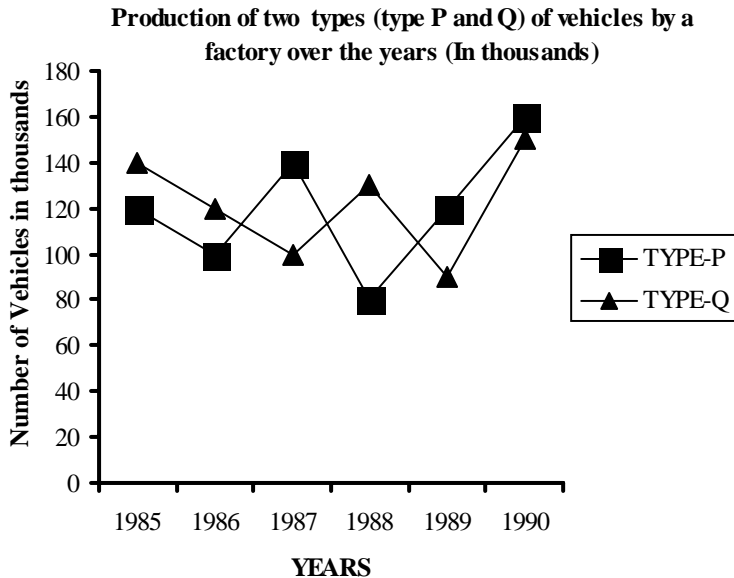 Production of two types (type P and Q) of vehicles by a
factory over the years (In thousands)
Number of Vehicles in thousands
180
160
140
120
100
80
60
40
20
0
1985 1986 1987 1988 1989 1990
YEARS
TYPE-P
TYPE-Q